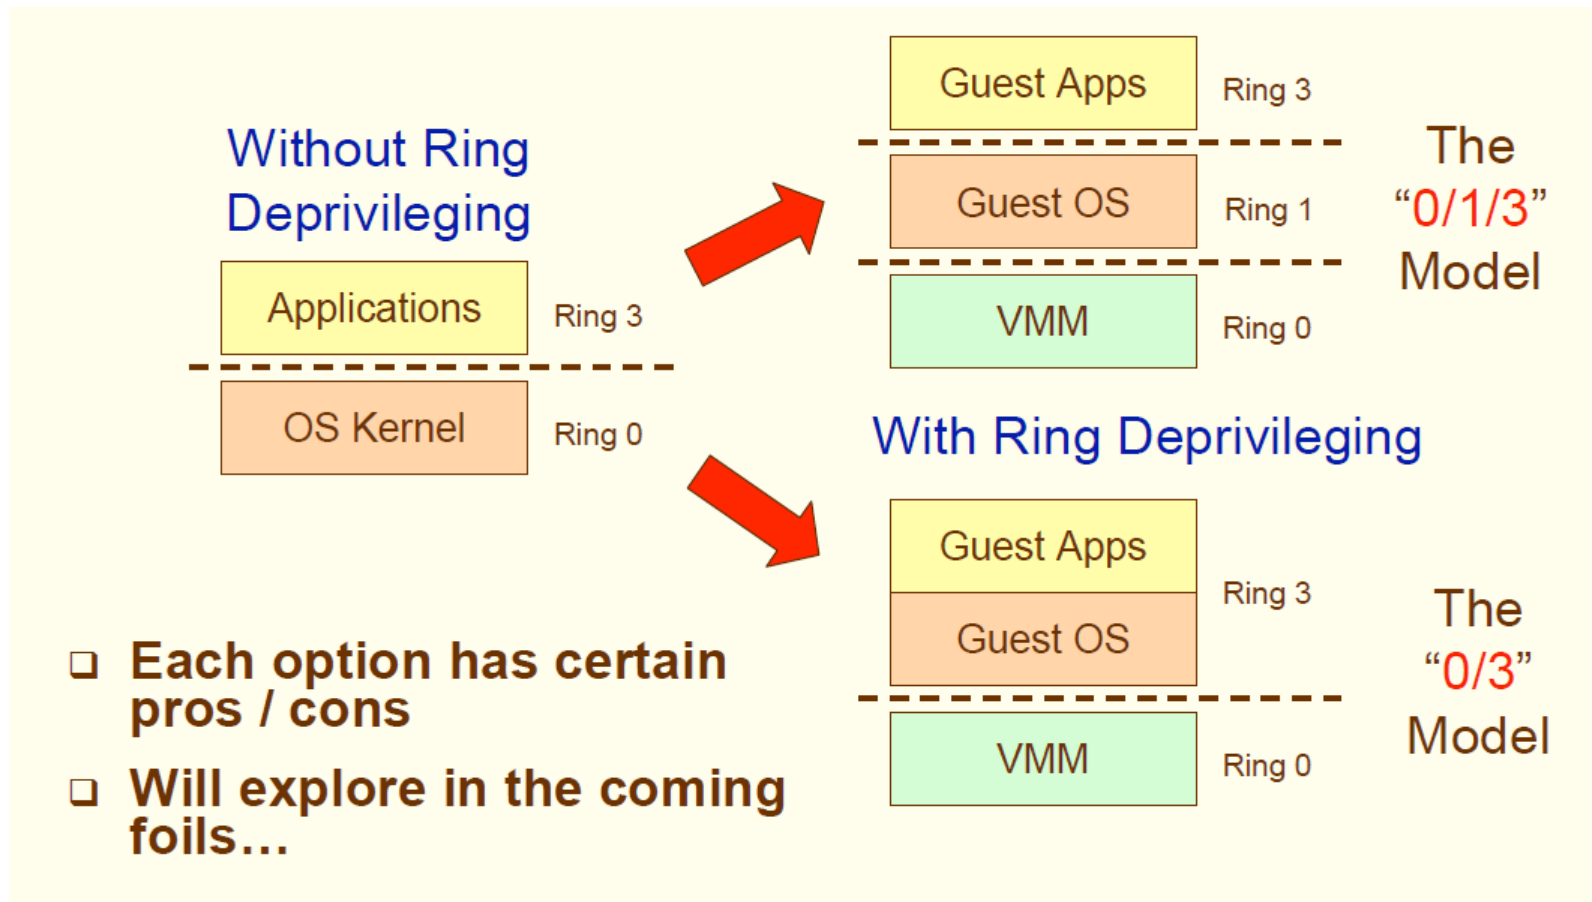 Without Ring
Deprivileging
Applications
Ring 3
OS Kernel
Ring 0
Guest Apps
Ring 3
Guest OS
Ring 1
VMM
Ring 0
The
“0/1/3”
Model
With Ring Deprivileging
Guest Apps
Guest OS
Ring 3
VMM
Ring 0
The
“0/3”
Model
❑ Each option has certain
pros / cons
❑ Will explore in the coming
foils…